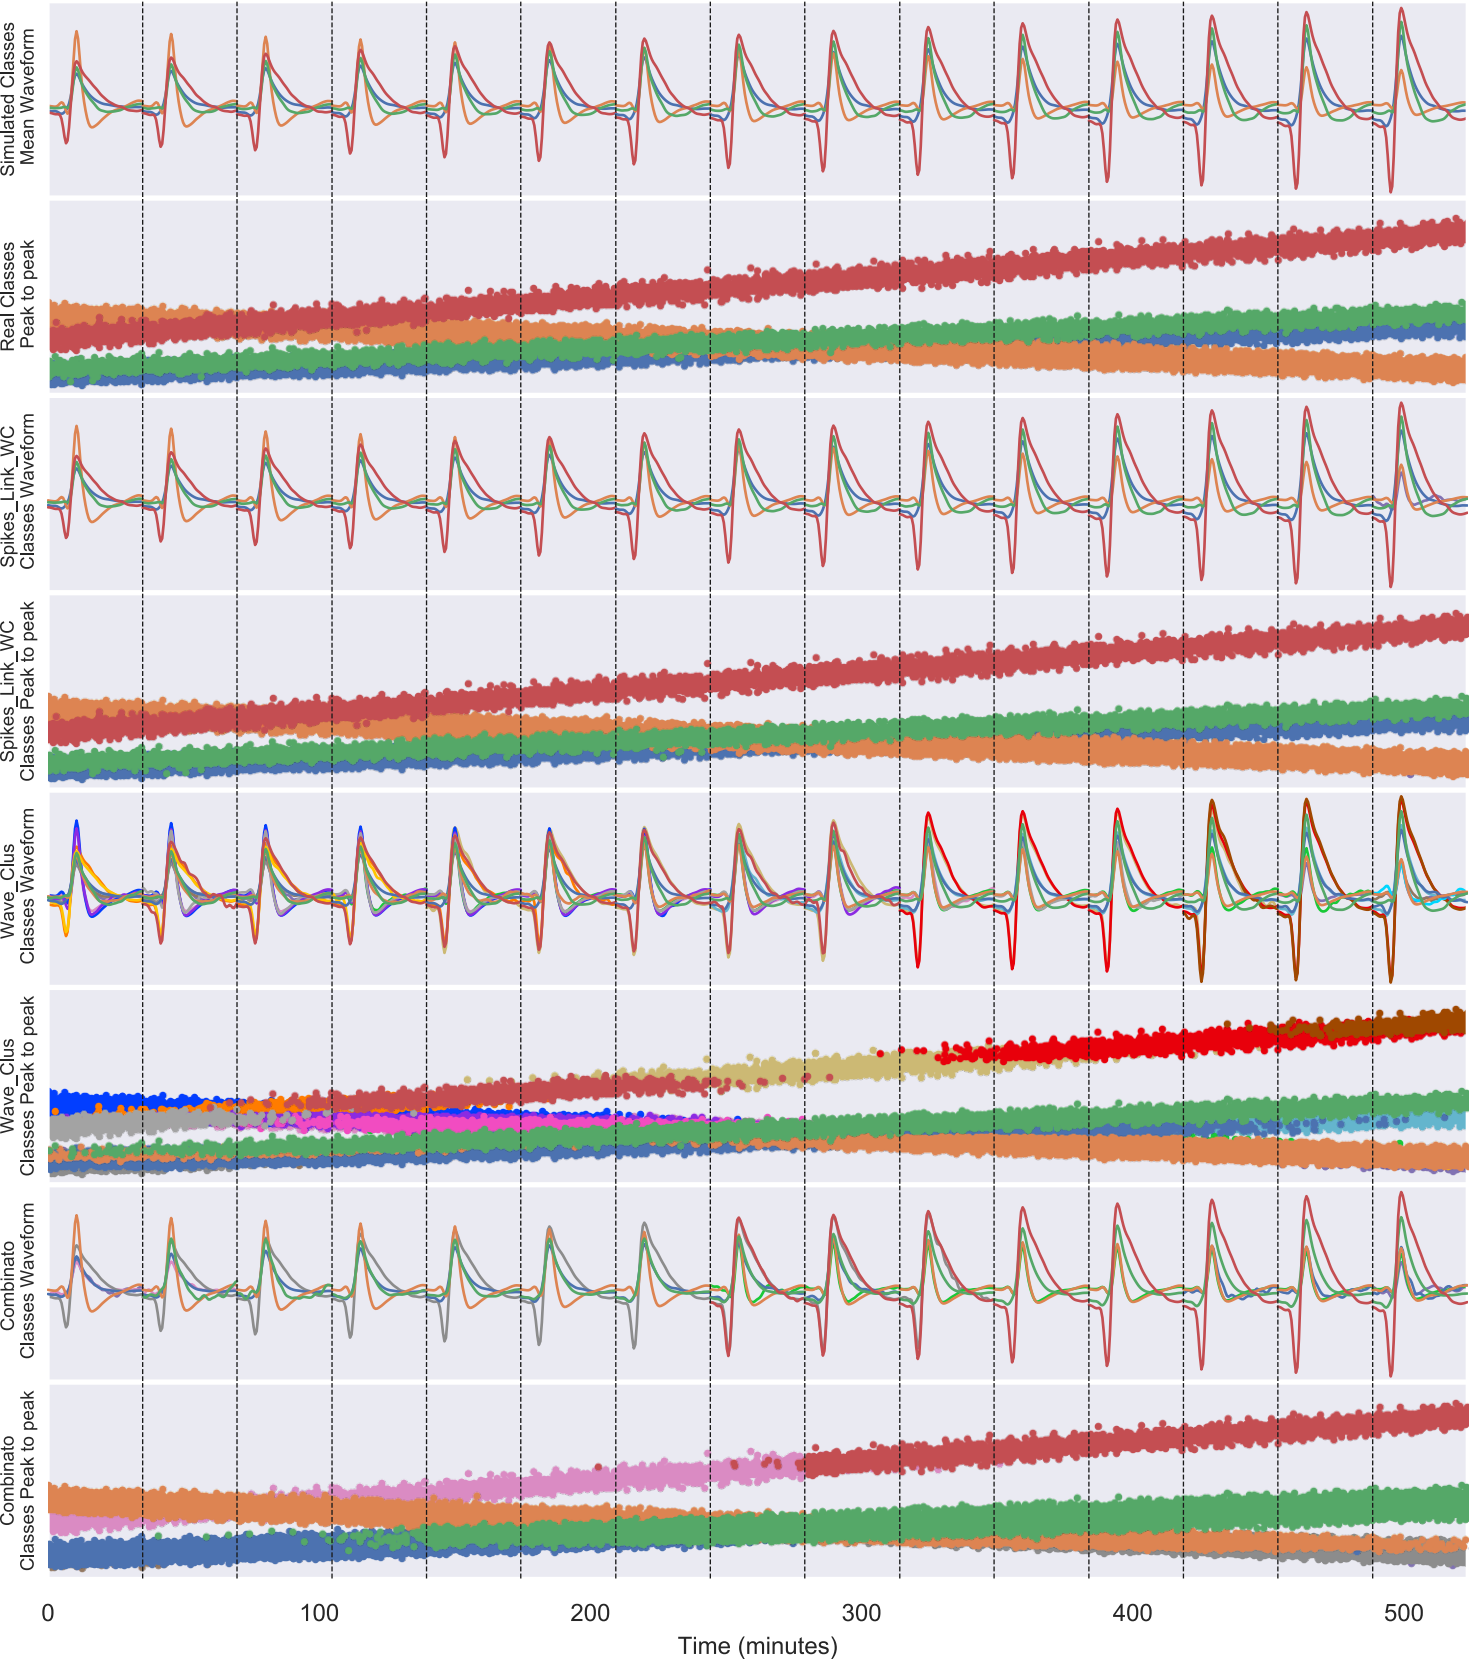 Simulated Classes
Mean Waveform
Real Classes
Peak to peak
Spikes_Link_WC
Classes Waveform
Spikes_Link_WC
Classes Peak to peak
Wave_Clus
Classes Waveform
Wave_Clus
Classes Peak to peak
Combinato
Classes Waveform
Combinato
Classes Peak to peak
0 100 200 300 400 500
Time (minutes)